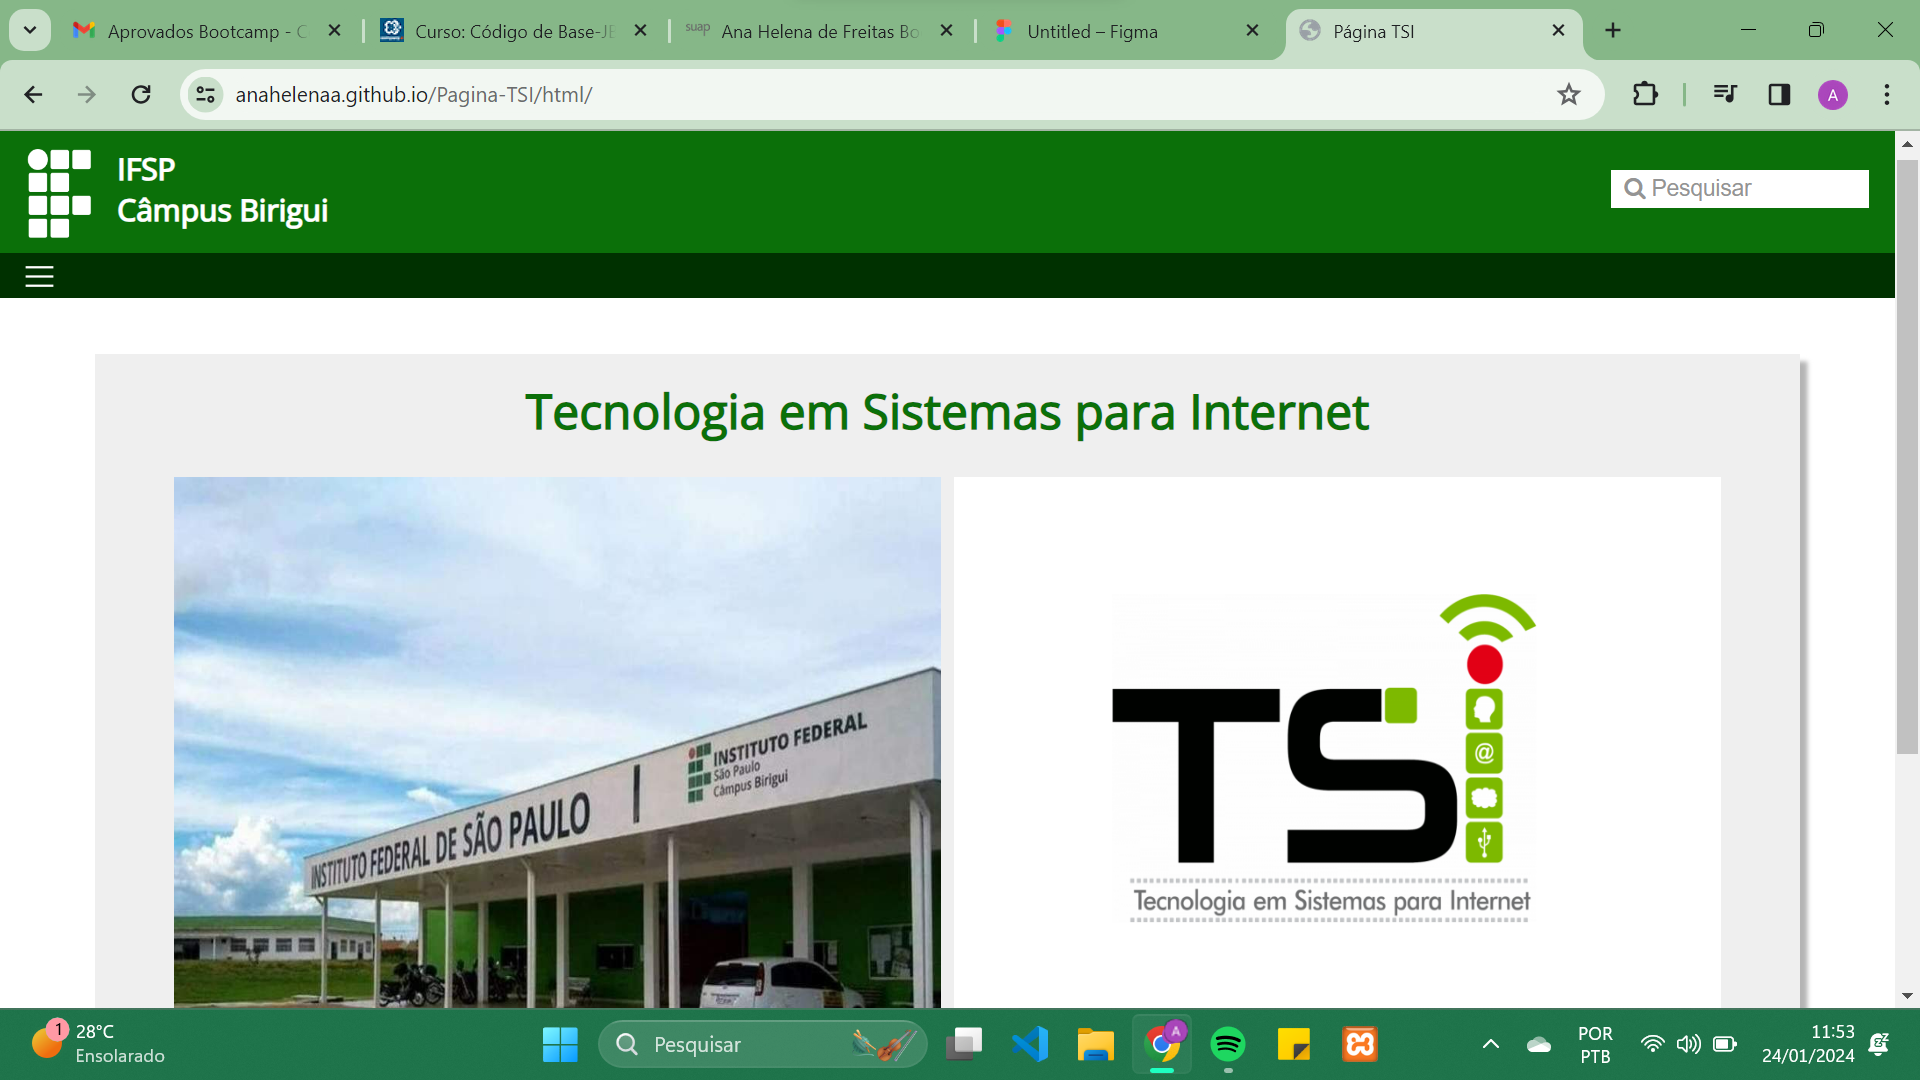 Aprovados Bootcamp - C
Curso: Código de Base-JE
suap
Ana Helena de Freitas Bo
Untitled – Figma
Página TSI
anahelenaa.github.io/Pagina-TSI/html/
A
IFSP
Câmpus Birigui
Pesquisar
Tecnologia em Sistemas para Internet
INSTITUTO FEDERAL DE SÃO PAULO
INSTITUTO FEDERAL
São Paulo
Câmpus Birigui
TSi
@
Tecnologia em Sistemas para Internet
1
28°C
Ensolarado
Pesquisar
A
POR
PTB
11:53
24/01/2024